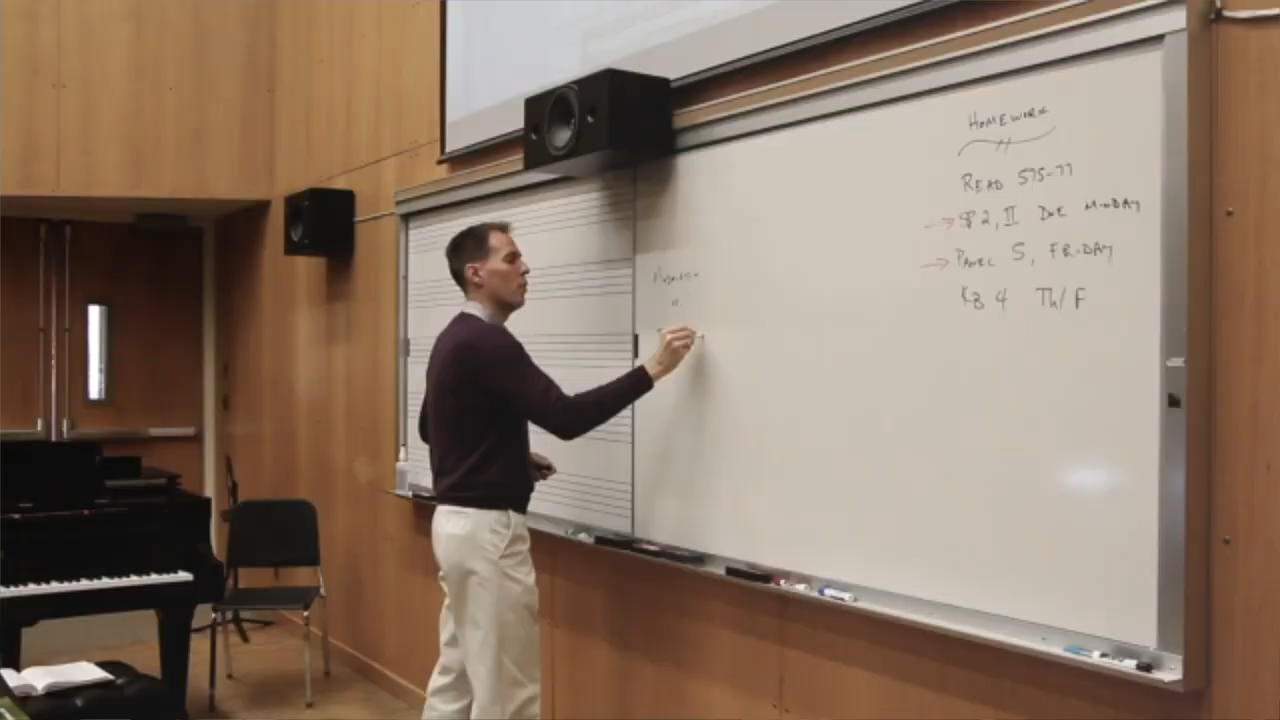 HOMEWORK
READ 575-77
SP 2, II DUE MONDAY
PANEL 5, FRIDAY
KB 4 Th/F